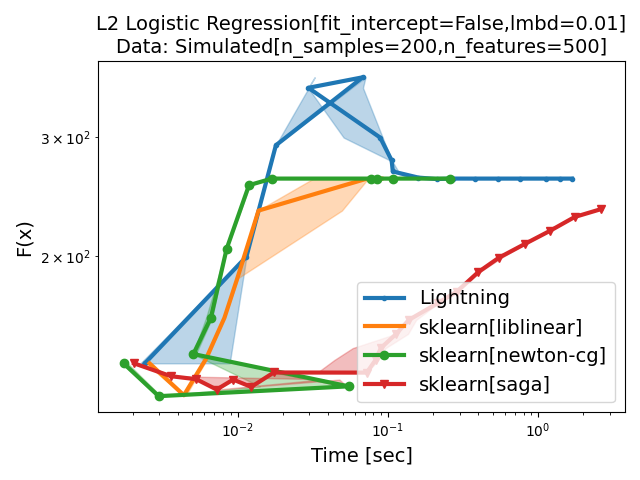 L2 Logistic Regression[fit_intercept=False,lmbd=0.01]
Data: Simulated[n_samples=200,n_features=500]
F(x)
3 × 10²
2 × 10²
Lightning
sklearn[liblinear]
sklearn[newton-cg]
sklearn[saga]
10⁻² 10⁻¹ 10⁰
Time [sec]